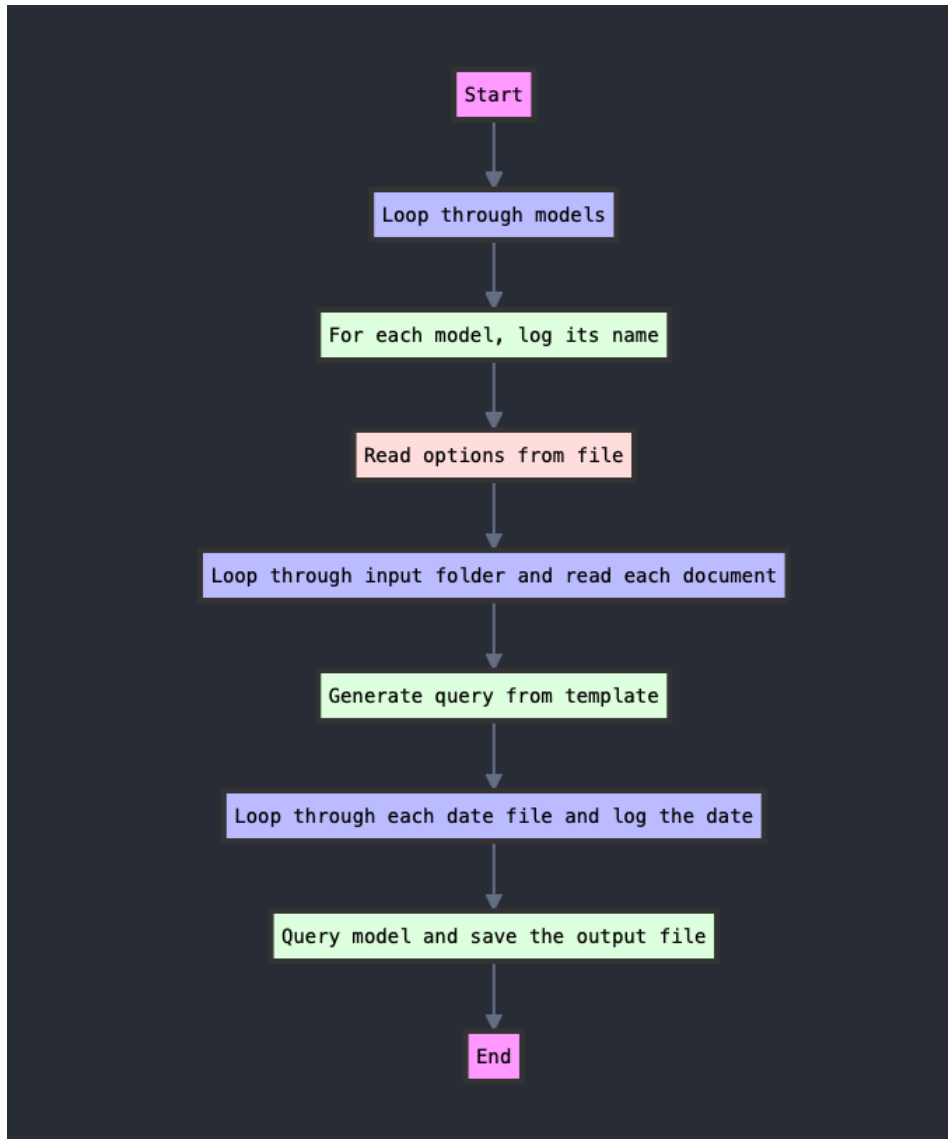 Start
Loop through models
For each model, log its name
Read options from file
Loop through input folder and read each document
Generate query from template
Loop through each date file and log the date
Query model and save the output file
End